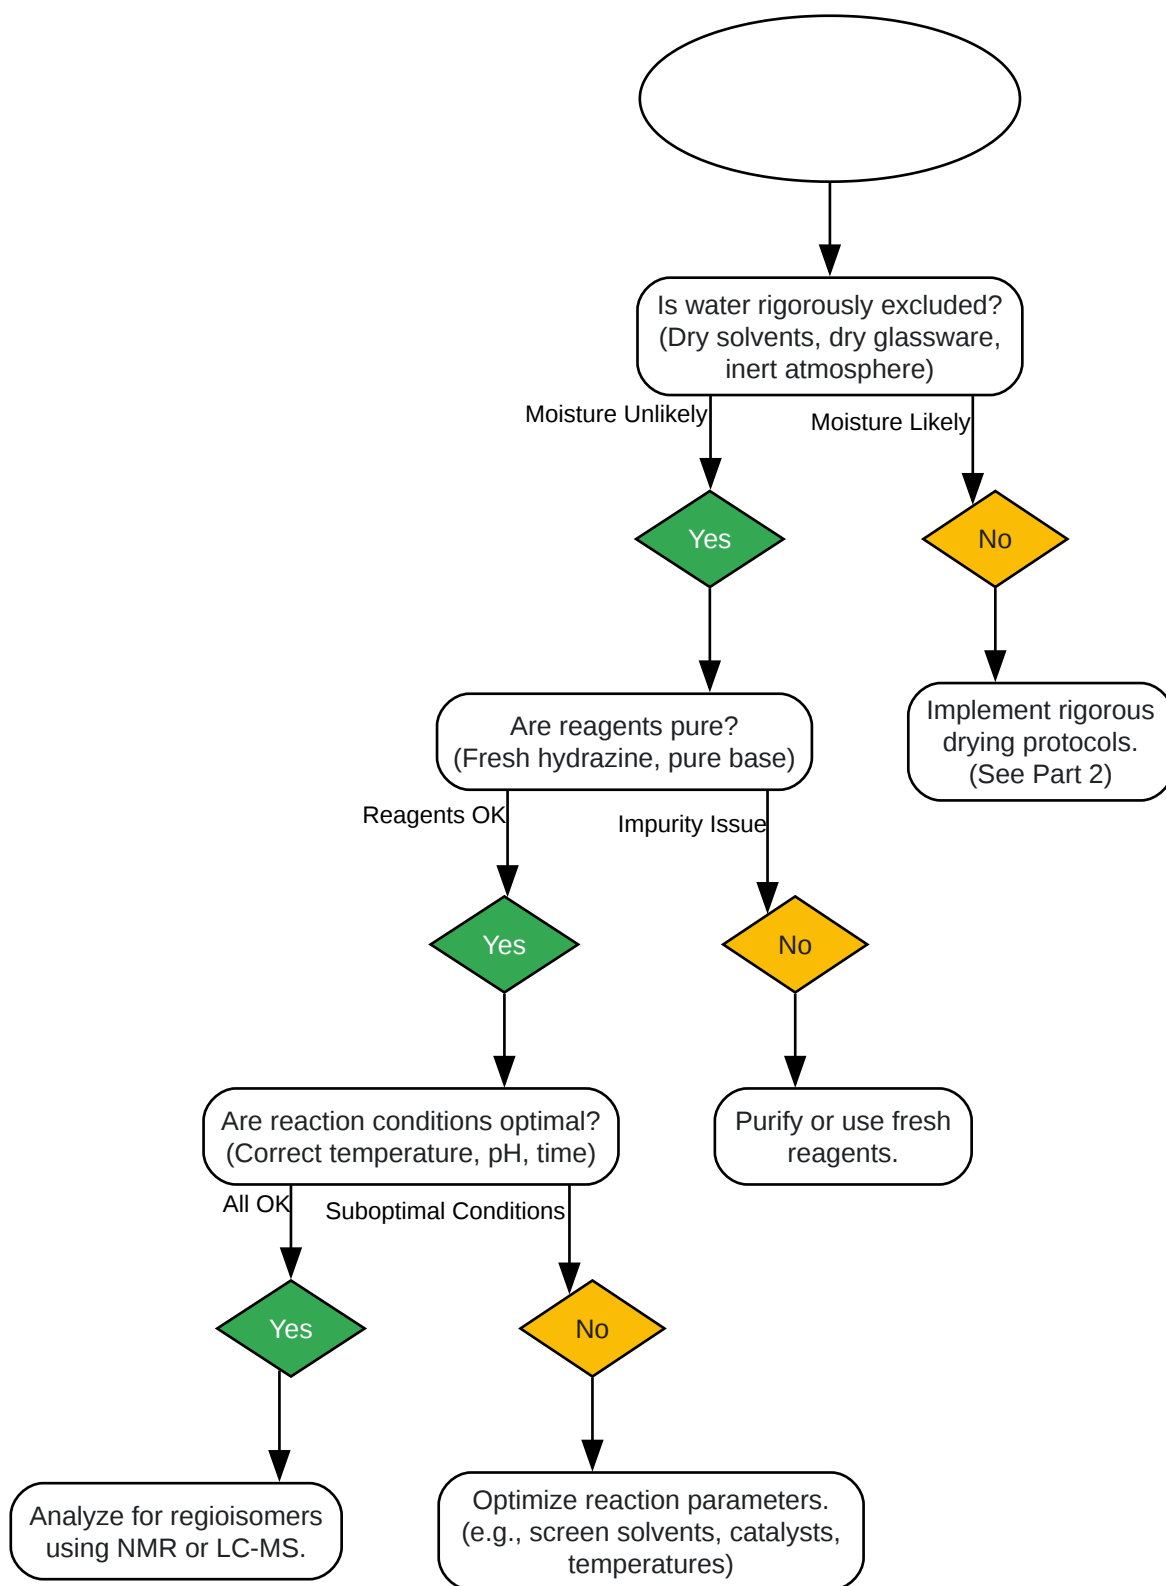 Is water rigorously excluded?
(Dry solvents, dry glassware,
inert atmosphere)
Moisture Unlikely
Moisture Likely
Yes
No
Implement rigorous
drying protocols.
(See Part 2)
Are reagents pure?
(Fresh hydrazine, pure base)
Reagents OK
Impurity Issue
Yes
No
Are reaction conditions optimal?
(Correct temperature, pH, time)
Purify or use fresh
reagents.
All OK
Suboptimal Conditions
Yes
No
Analyze for regioisomers
using NMR or LC-MS.
Optimize reaction parameters.
(e.g., screen solvents, catalysts,
temperatures)